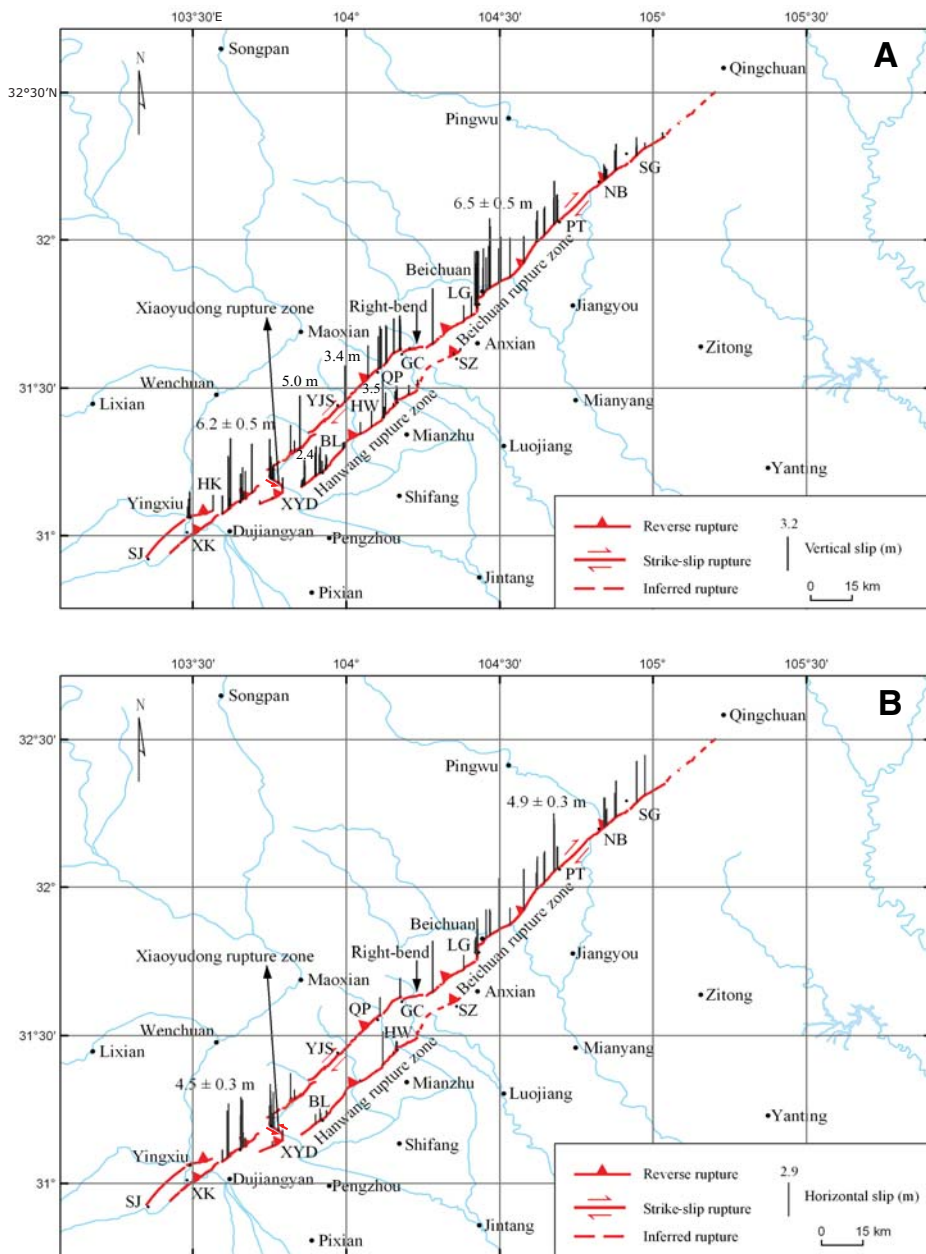 103°,30′E
104°
104°,30′
105°
105°,30′
A
Songpan
Qingchuan
N
32°30′N
Pingwu
SG
NB
6.5 ± 0.5 m
PT
32°
Beichuan
LG
Beichuan rupture zone
Right-bend
Xiaoyudong rupture zone
Jiangyou
Maoxian
Anxian
Zitong
3.4 m
GC
SZ
QP
31°30′
Wenchuan
5.0 m
3.5
Lixian
YJS
HW
Mianyang
6.2 ± 0.5 m
BL
Mianzhu
Hanwang rupture zone
Luojiang
2.4
Yanting
HK
Shifang
Yingxiu
XYD
Reverse rupture
3.2
31°
XK
Dujiangyan
Pengzhou
Vertical slip (m)
SJ
Strike-slip rupture
Jintang
0 15 km
Pixian
Inferred rupture
103°,30′
104°
104°,30′
105°
105°,30′
B
Songpan
Qingchuan
N
32°30′
Pingwu
4.9 ± 0.3 m
SG
NB
PT
32°
Beichuan
LG
Beichuan rupture zone
Right-bend
Xiaoyudong rupture zone
Jiangyou
Maoxian
Anxian
Zitong
QP
GC
SZ
31°30′
Wenchuan
HW
YJS
Lixian
Mianyang
4.5 ± 0.3 m
Mianzhu
Hanwang rupture zone
BL
Luojiang
Yanting
Shifang
Yingxiu
XYD
Reverse rupture
2.9
31°
XK
Dujiangyan
Pengzhou
SJ
Horizontal slip (m)
Strike-slip rupture
Jintang
Pixian
Inferred rupture
0 15 km